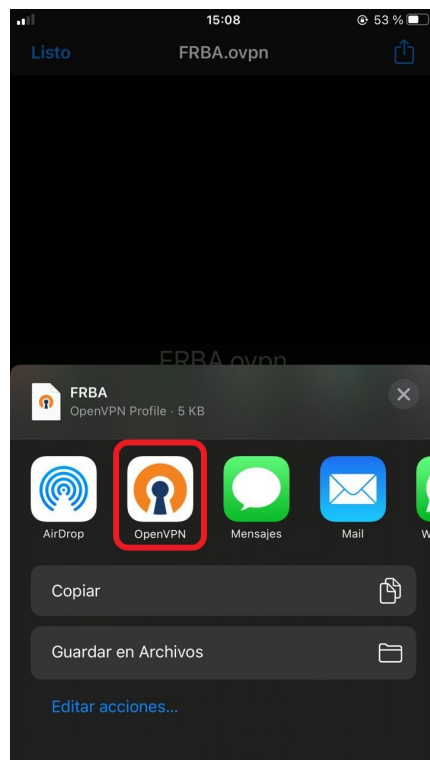 15:08
53 %
Listo
FRBA.ovpn
FRBA.ovpn
FRBA
OpenVPN Profile · 5 KB
AirDrop
OpenVPN
Mensajes
Mail
W
Copiar
Guardar en Archivos
Editar acciones...